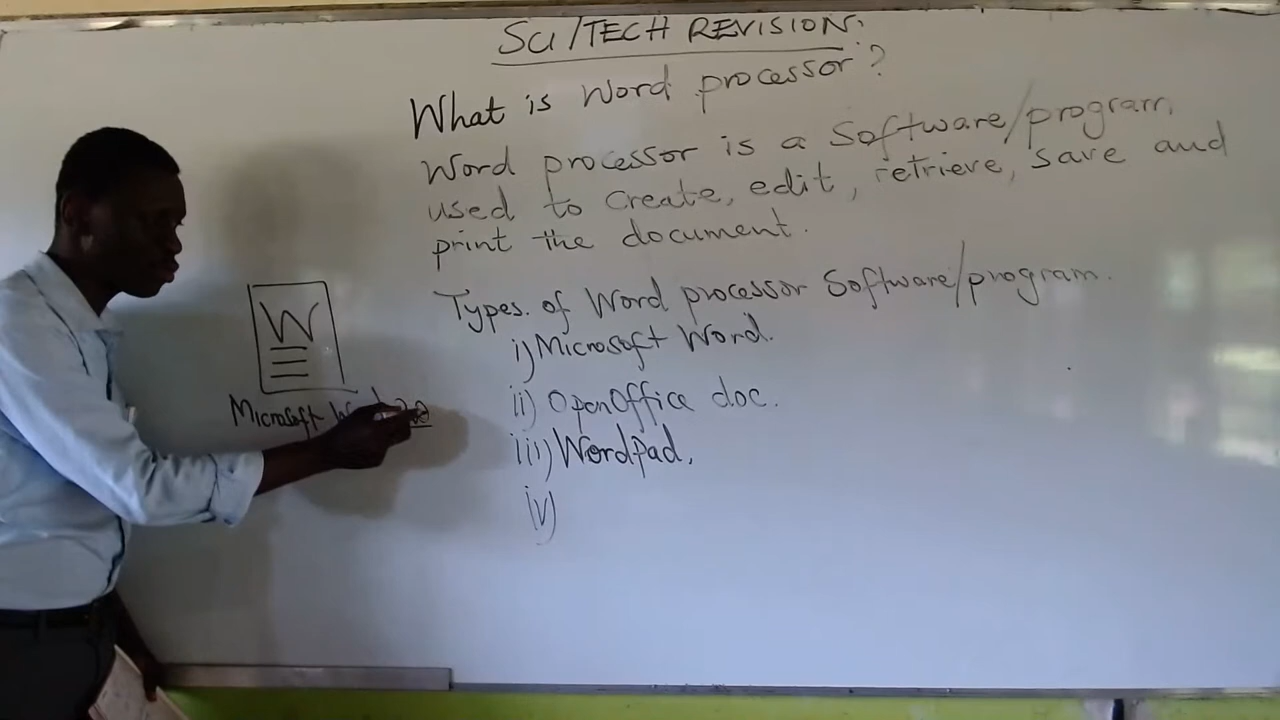 SCI/TECH REVISION.
What is Word processor?
Word processor is a Software/program,
used to create, edit, retrieve, save and
print the document.
Types. of Word processor Software/program.
i) Microsoft Word.
ii) OpenOffice doc.
iii) WordPad,
iv)
W
Microsoft